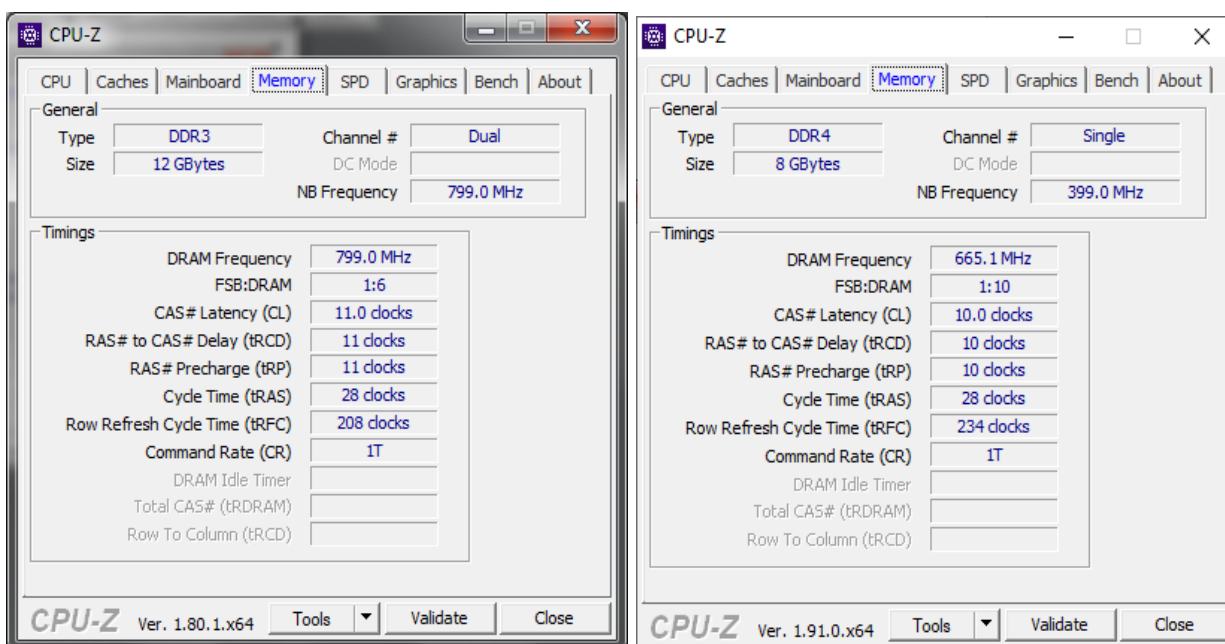 CPU-Z
CPU Caches Mainboard Memory SPD Graphics Bench About
General
Type DDR3 Channel # Dual
Size 12 GBytes DC Mode
NB Frequency 799.0 MHz
Timings
DRAM Frequency 799.0 MHz
FSB:DRAM 1:6
CAS# Latency (CL) 11.0 clocks
RAS# to CAS# Delay (tRCD) 11 clocks
RAS# Precharge (tRP) 11 clocks
Cycle Time (tRAS) 28 clocks
Row Refresh Cycle Time (tRFC) 208 clocks
Command Rate (CR) 1T
DRAM Idle Timer
Total CAS# (tRDRAM)
Row To Column (tRCD)
CPU-Z Ver. 1.80.1.x64 Tools Validate Close
CPU-Z
CPU Caches Mainboard Memory SPD Graphics Bench About
General
Type DDR4 Channel # Single
Size 8 GBytes DC Mode
NB Frequency 399.0 MHz
Timings
DRAM Frequency 665.1 MHz
FSB:DRAM 1:10
CAS# Latency (CL) 10.0 clocks
RAS# to CAS# Delay (tRCD) 10 clocks
RAS# Precharge (tRP) 10 clocks
Cycle Time (tRAS) 28 clocks
Row Refresh Cycle Time (tRFC) 234 clocks
Command Rate (CR) 1T
DRAM Idle Timer
Total CAS# (tRDRAM)
Row To Column (tRCD)
CPU-Z Ver. 1.91.0.x64 Tools Validate Close